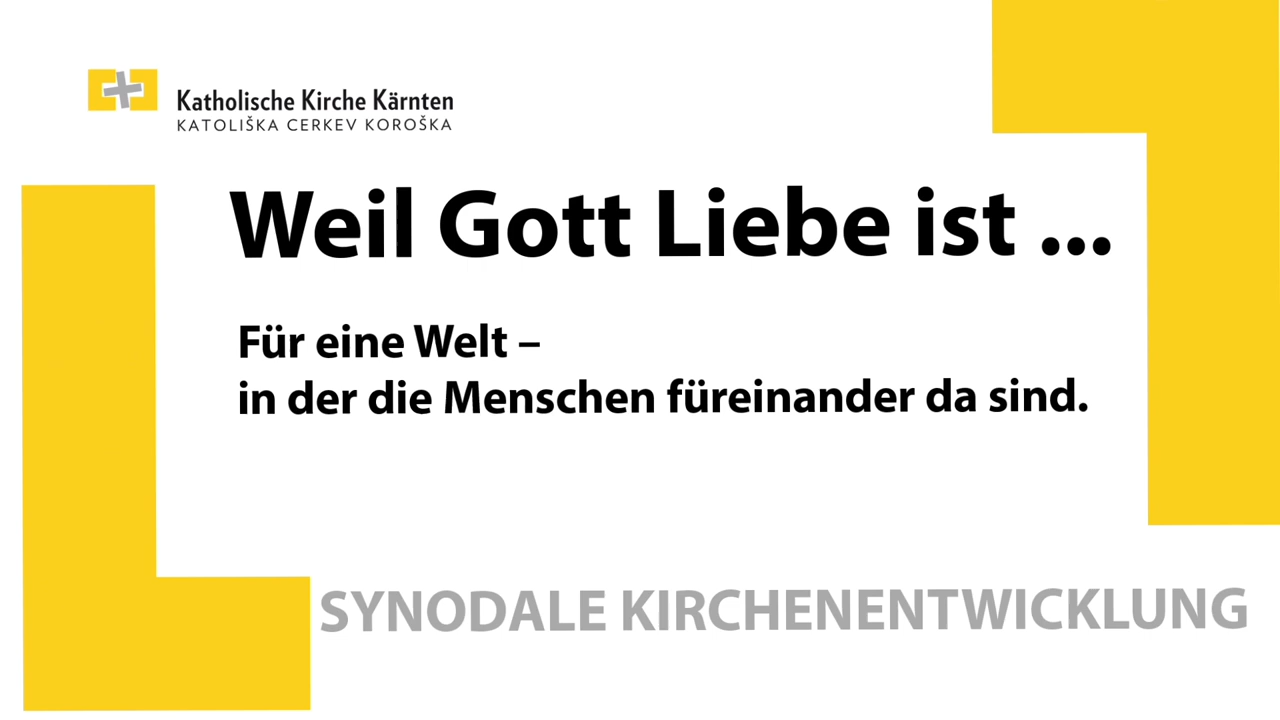 Katholische Kirche Kärnten
KATOLIŠKA CERKEV KOROŠKA
Weil Gott Liebe ist ...
Für eine Welt –
in der die Menschen füreinander da sind.
SYNODALE KIRCHENENTWICKLUNG